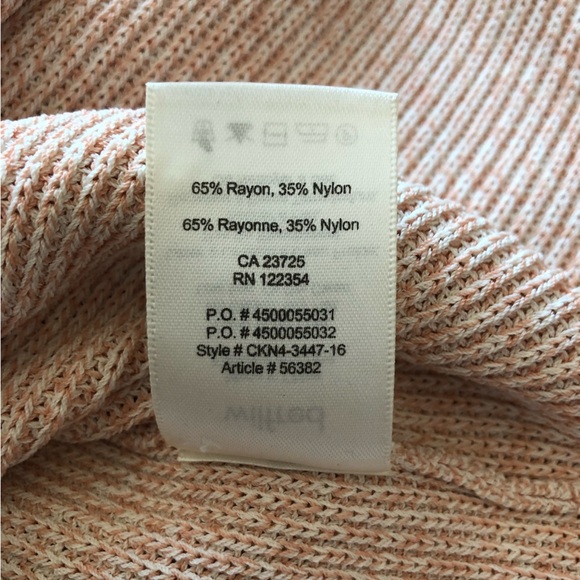 65% Rayon, 35% Nylon
65% Rayonne, 35% Nylon
CA 23725
RN 122354
P.O. # 4500055031
P.O. # 4500055032
Style # CKN4-3447-16
Article # 56382
wilfred